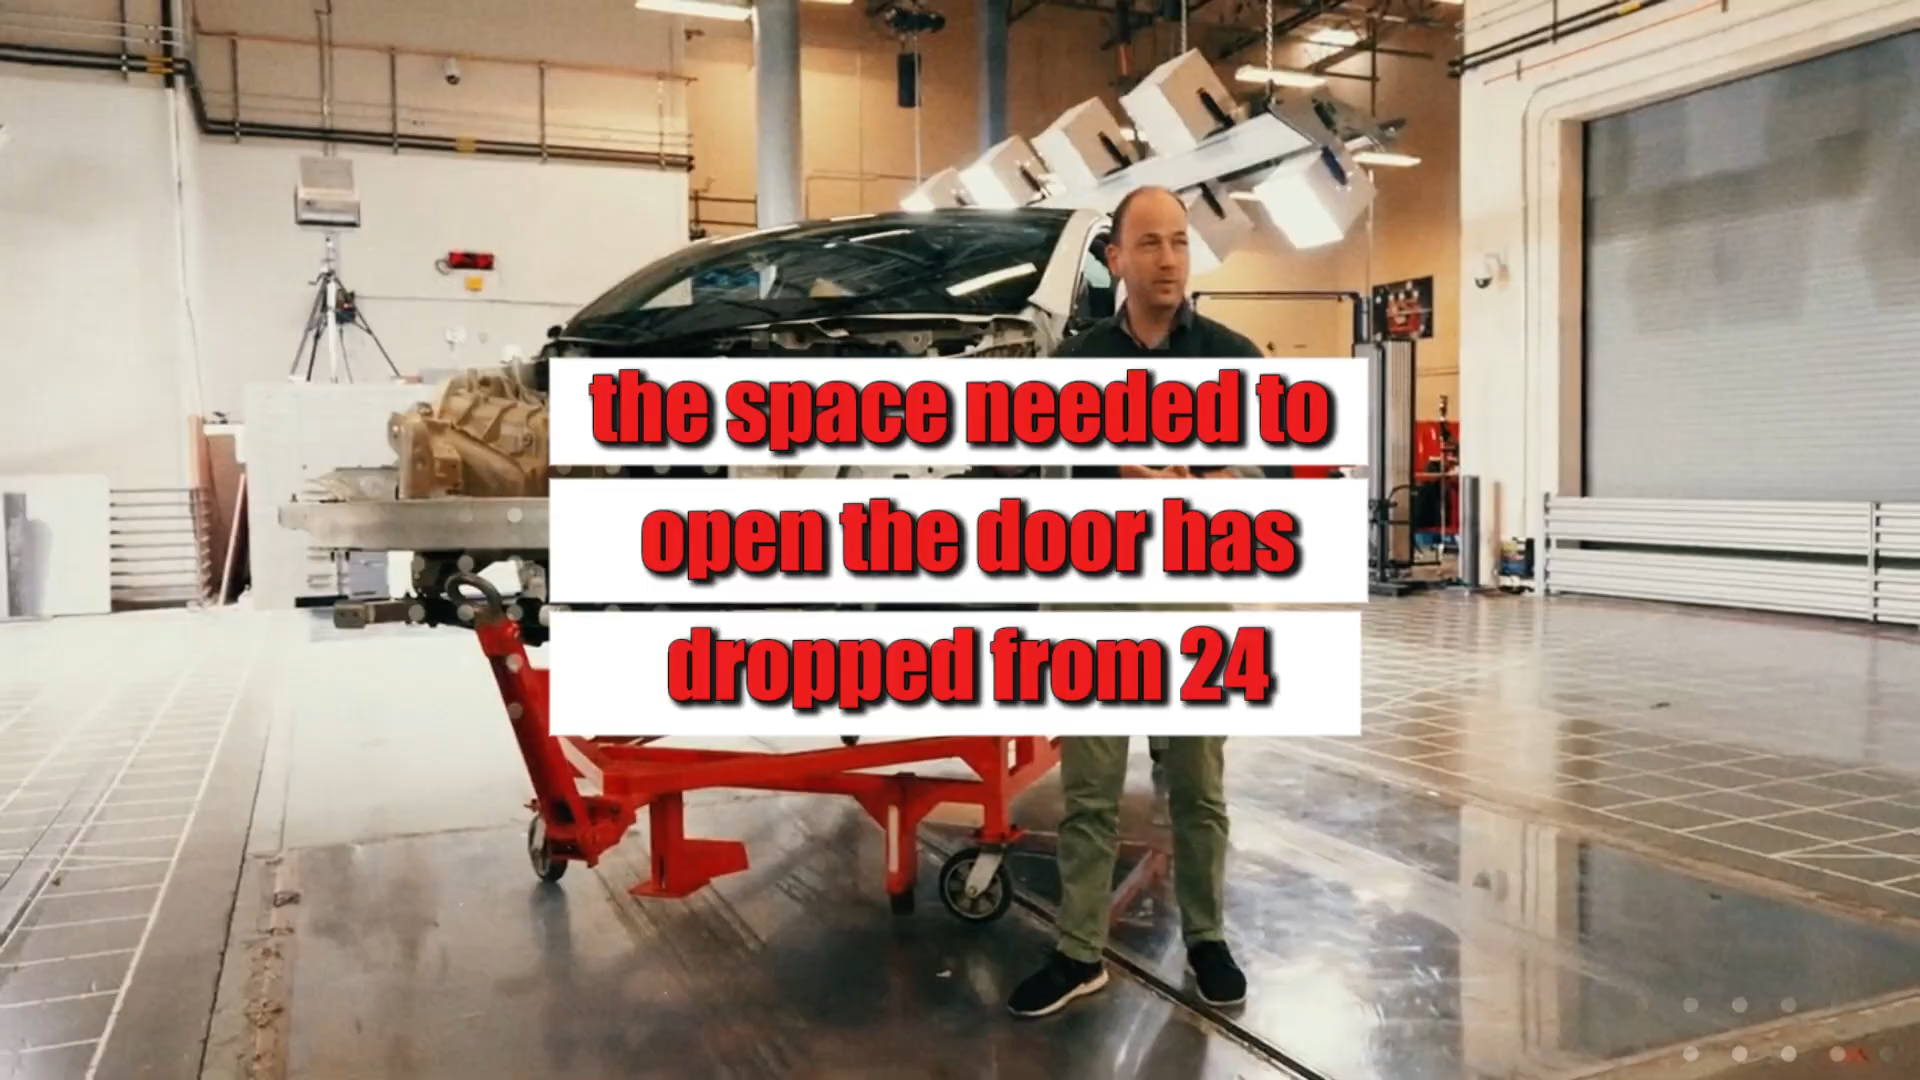 the space needed to
open the door has
dropped from 24